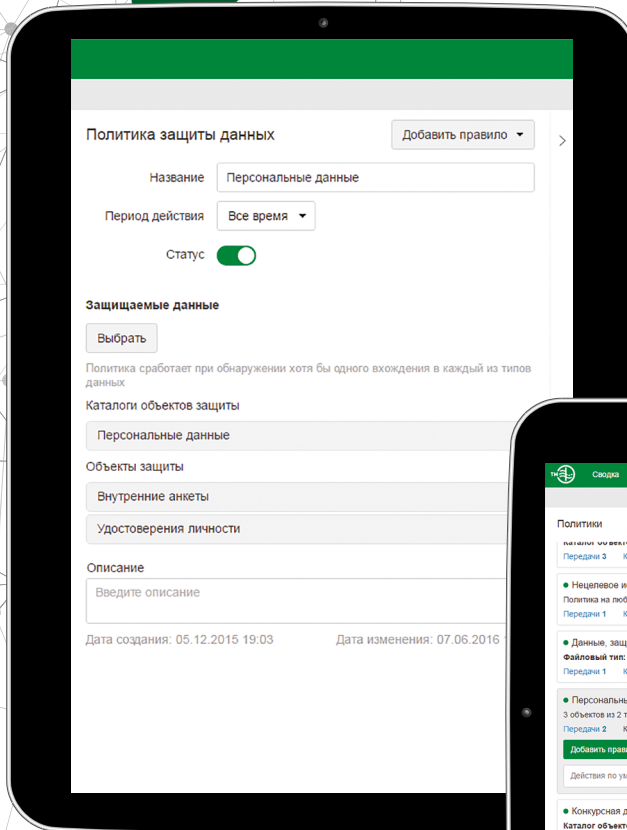 Политика защиты данных
Добавить правило
Название
Персональные данные
Период действия
Все время
Статус
Защищаемые данные
Выбрать
Политика сработает при обнаружении хотя бы одного вхождения в каждый из типов
данных
Каталоги объектов защиты
Персональные данные
Объекты защиты
Внутренние анкеты
Удостоверения личности
Описание
Введите описание
Дата создания: 05.12.2015 19:03
Дата изменения: 07.06.2016
Сводка
Политики
Каталог
Передачи 3
Нецелевое
Политика на
Передачи 1
Данные,
Файловый тип:
Передачи 1
3 объектов из 2
Передачи 2
Добавить
Действия по
Конкурсная
Каталог